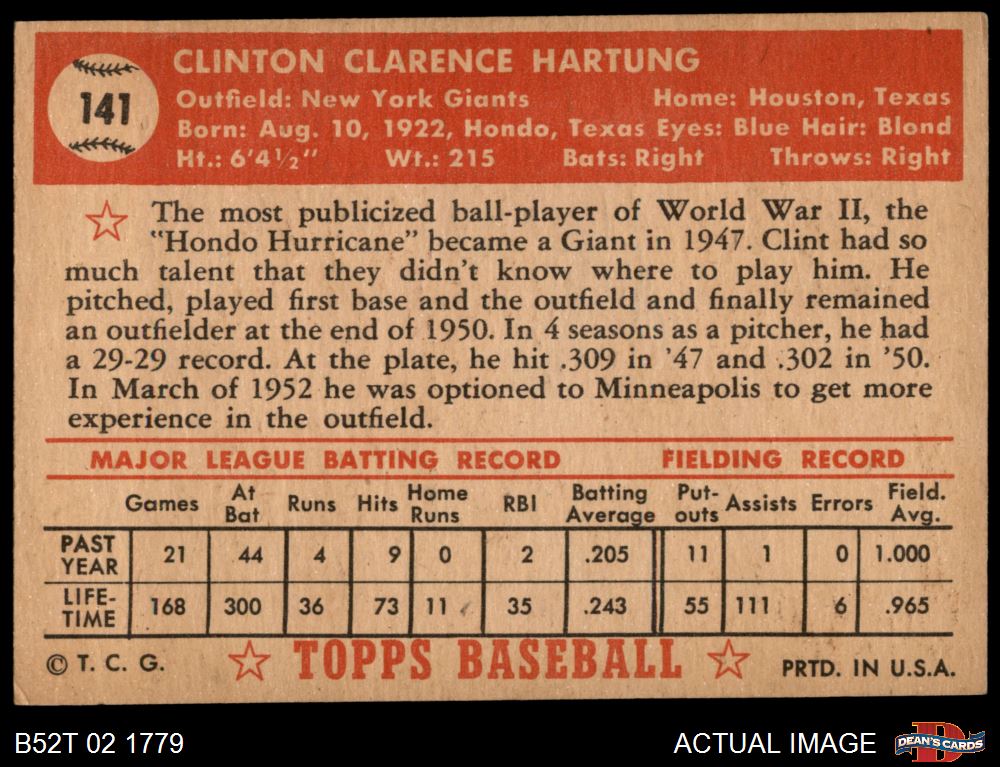 141
CLINTON CLARENCE HARTUNG
Outfield: New York Giants Home: Houston, Texas
Born: Aug. 10, 1922, Hondo, Texas Eyes: Blue Hair: Blond
Ht.: 6'4½" Wt.: 215 Bats: Right Throws: Right
The most publicized ball-player of World War II, the
"Hondo Hurricane" became a Giant in 1947. Clint had so
much talent that they didn't know where to play him. He
pitched, played first base and the outfield and finally remained
an outfielder at the end of 1950. In 4 seasons as a pitcher, he had
a 29-29 record. At the plate, he hit .309 in '47 and .302 in '50.
In March of 1952 he was optioned to Minneapolis to get more
experience in the outfield.
MAJOR LEAGUE BATTING RECORD FIELDING RECORD
Games At Bat Runs Hits Home Runs RBI Batting Average Put-outs Assists Errors Field. Avg.
PAST YEAR 21 44 4 9 0 2 .205 11 1 0 1.000
LIFE-TIME 168 300 36 73 11 35 .243 55 111 6 .965
© T. C. G. TOPPS BASEBALL PRTD. IN U.S.A.
B52T 02 1779 ACTUAL IMAGE DEAN'S CARDS